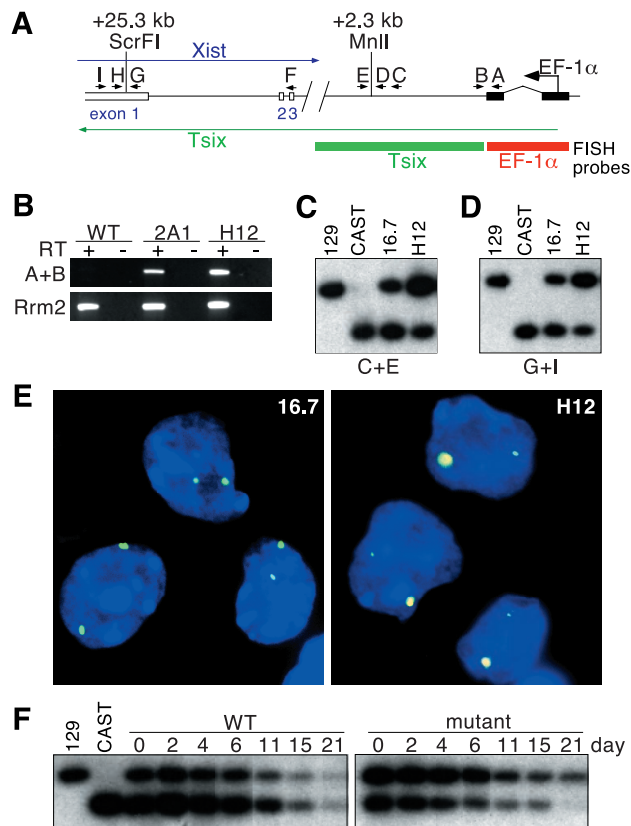 A
+25.3 kb
ScrFI
+2.3 kb
MnlI
Xist
EF-1α
I H G F E D C B A
exon 1
2 3
Tsix
Tsix
EF-1α
FISH probes
B
WT 2A1 H12
RT + - + - + -
A+B
Rrm2
C
129 CAST 16.7 H12
C+E
D
129 CAST 16.7 H12
G+I
E
16.7
H12
F
129 CAST
WT
mutant
0 2 4 6 11 15 21
0 2 4 6 11 15 21 day